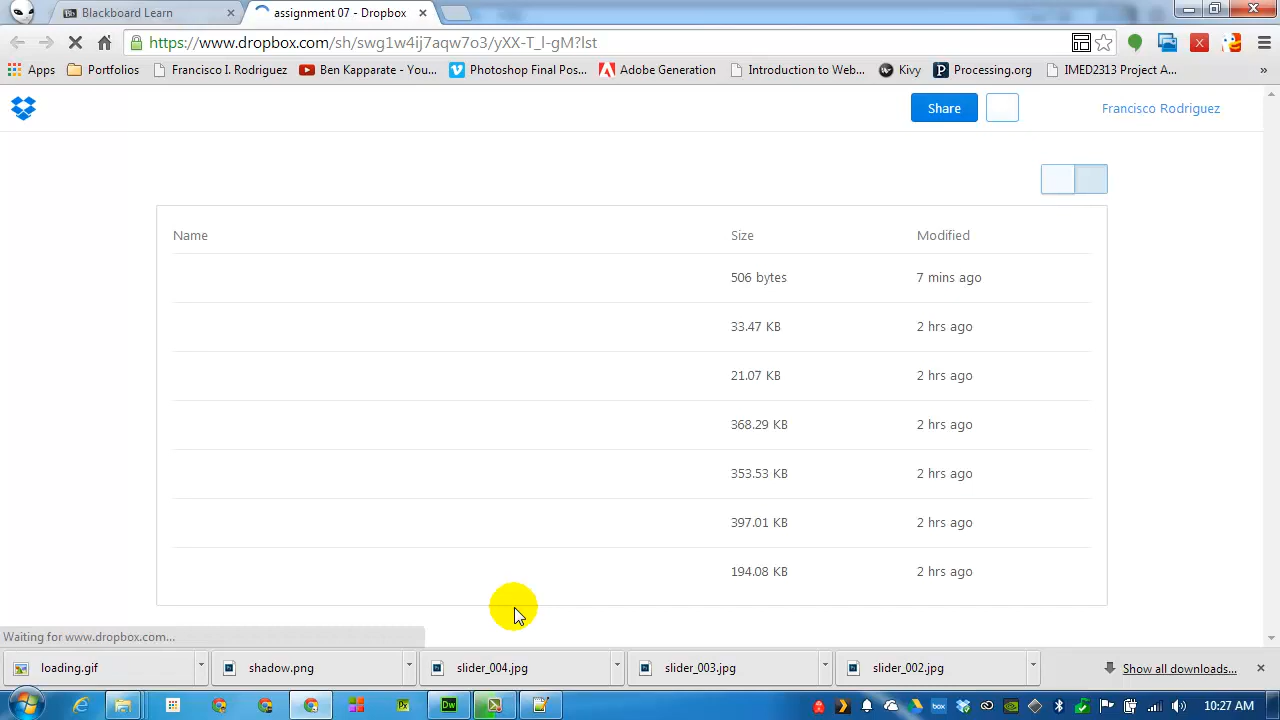 Blackboard Learn
assignment 07 - Dropbox
https://www.dropbox.com/sh/swg1w4ij7aqw7o3/yXX-T_l-gM?lst
Apps Portfolios Francisco I. Rodriguez Ben Kapparate - You... Photoshop Final Pos... Adobe Generation Introduction to Web... Kivy Processing.org IMED2313 Project A... »
Share Francisco Rodriguez
Name Size Modified
506 bytes 7 mins ago
33.47 KB 2 hrs ago
21.07 KB 2 hrs ago
368.29 KB 2 hrs ago
353.53 KB 2 hrs ago
397.01 KB 2 hrs ago
194.08 KB 2 hrs ago
Waiting for www.dropbox.com...
loading.gif shadow.png slider_004.jpg slider_003.jpg slider_002.jpg Show all downloads...
Dw box 10:27 AM